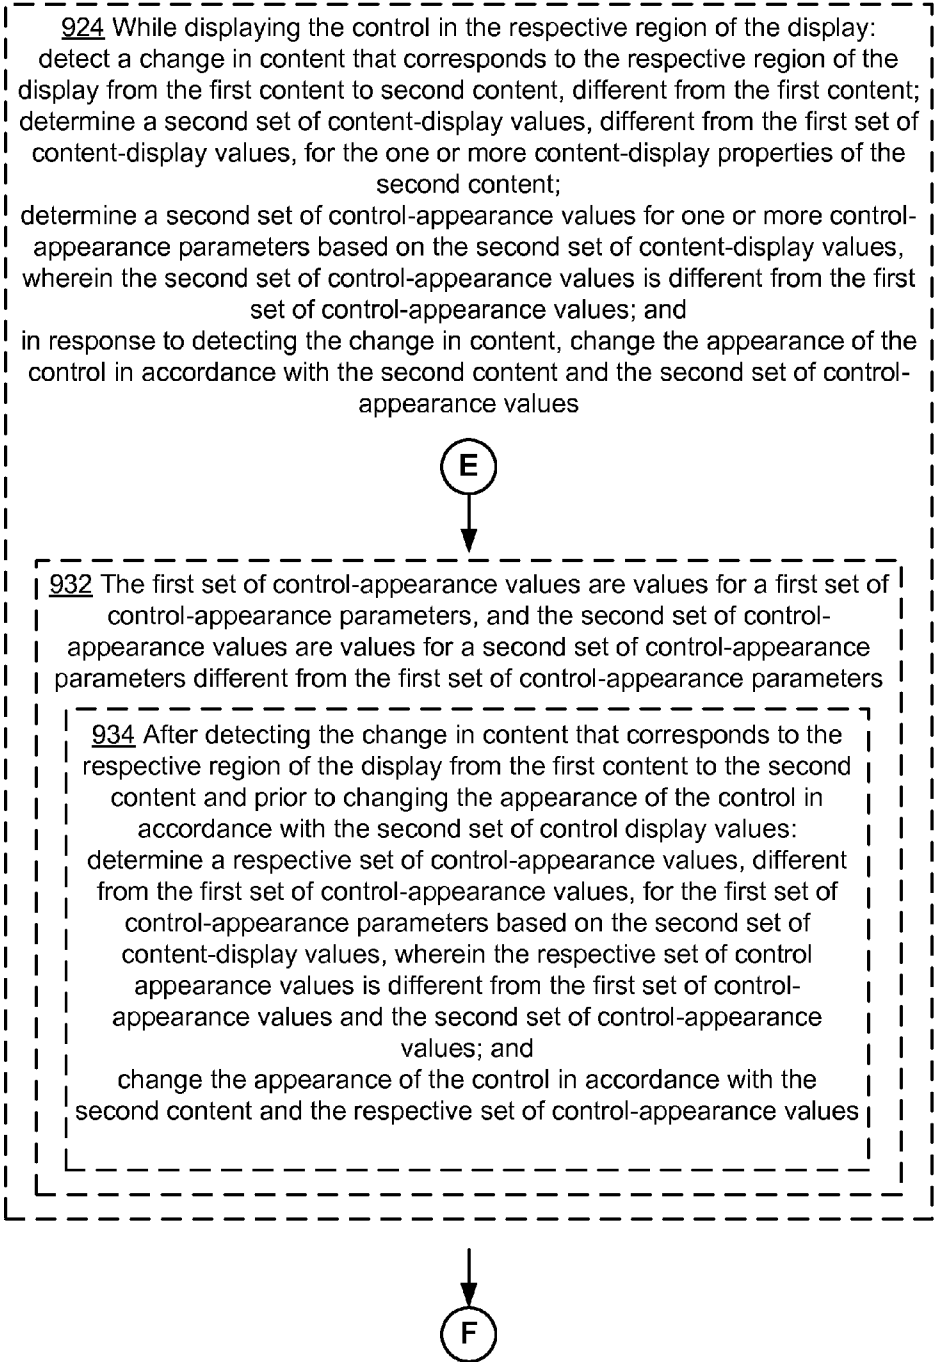 924 While displaying the control in the respective region of the display:
detect a change in content that corresponds to the respective region of the
display from the first content to second content, different from the first content;
determine a second set of content-display values, different from the first set of
content-display values, for the one or more content-display properties of the
second content;
determine a second set of control-appearance values for one or more control-
appearance parameters based on the second set of content-display values,
wherein the second set of control-appearance values is different from the first
set of control-appearance values; and
in response to detecting the change in content, change the appearance of the
control in accordance with the second content and the second set of control-
appearance values
E
932 The first set of control-appearance values are values for a first set of
control-appearance parameters, and the second set of control-
appearance values are values for a second set of control-appearance
parameters different from the first set of control-appearance parameters
934 After detecting the change in content that corresponds to the
respective region of the display from the first content to the second
content and prior to changing the appearance of the control in
accordance with the second set of control display values:
determine a respective set of control-appearance values, different
from the first set of control-appearance values, for the first set of
control-appearance parameters based on the second set of
content-display values, wherein the respective set of control
appearance values is different from the first set of control-
appearance values and the second set of control-appearance
values; and
change the appearance of the control in accordance with the
second content and the respective set of control-appearance values
F